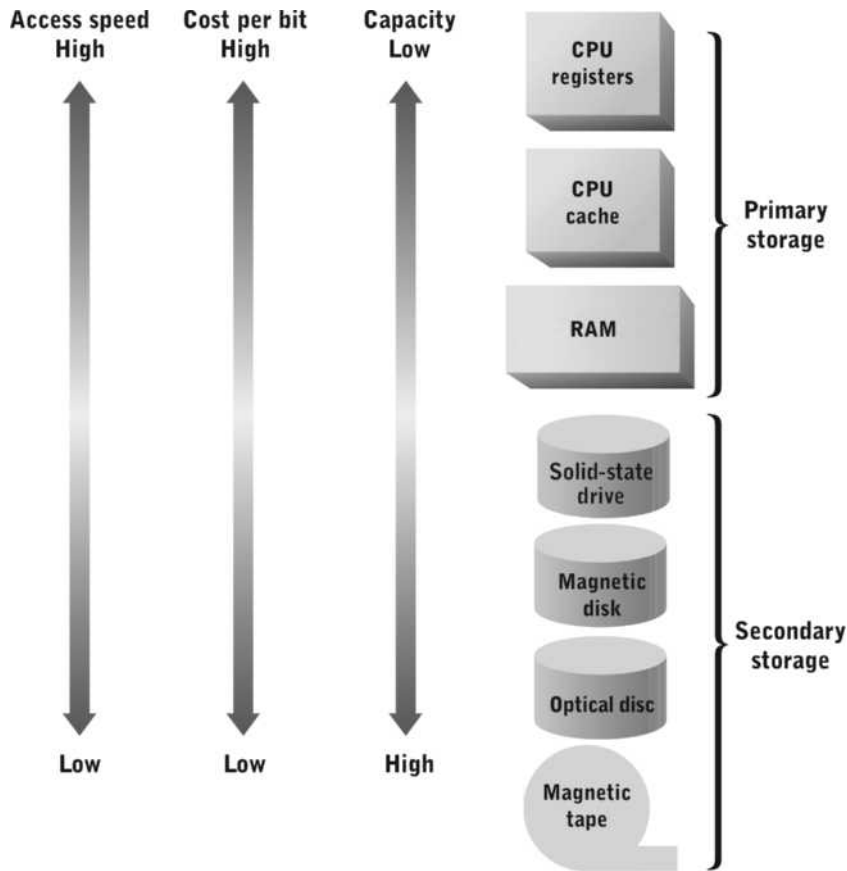 Access speed
High
Cost per bit
High
Capacity
Low
CPU
registers
CPU
cache
RAM
Primary
storage
Solid-state
drive
Magnetic
disk
Optical disc
Secondary
storage
Low
Low
High
Magnetic
tape